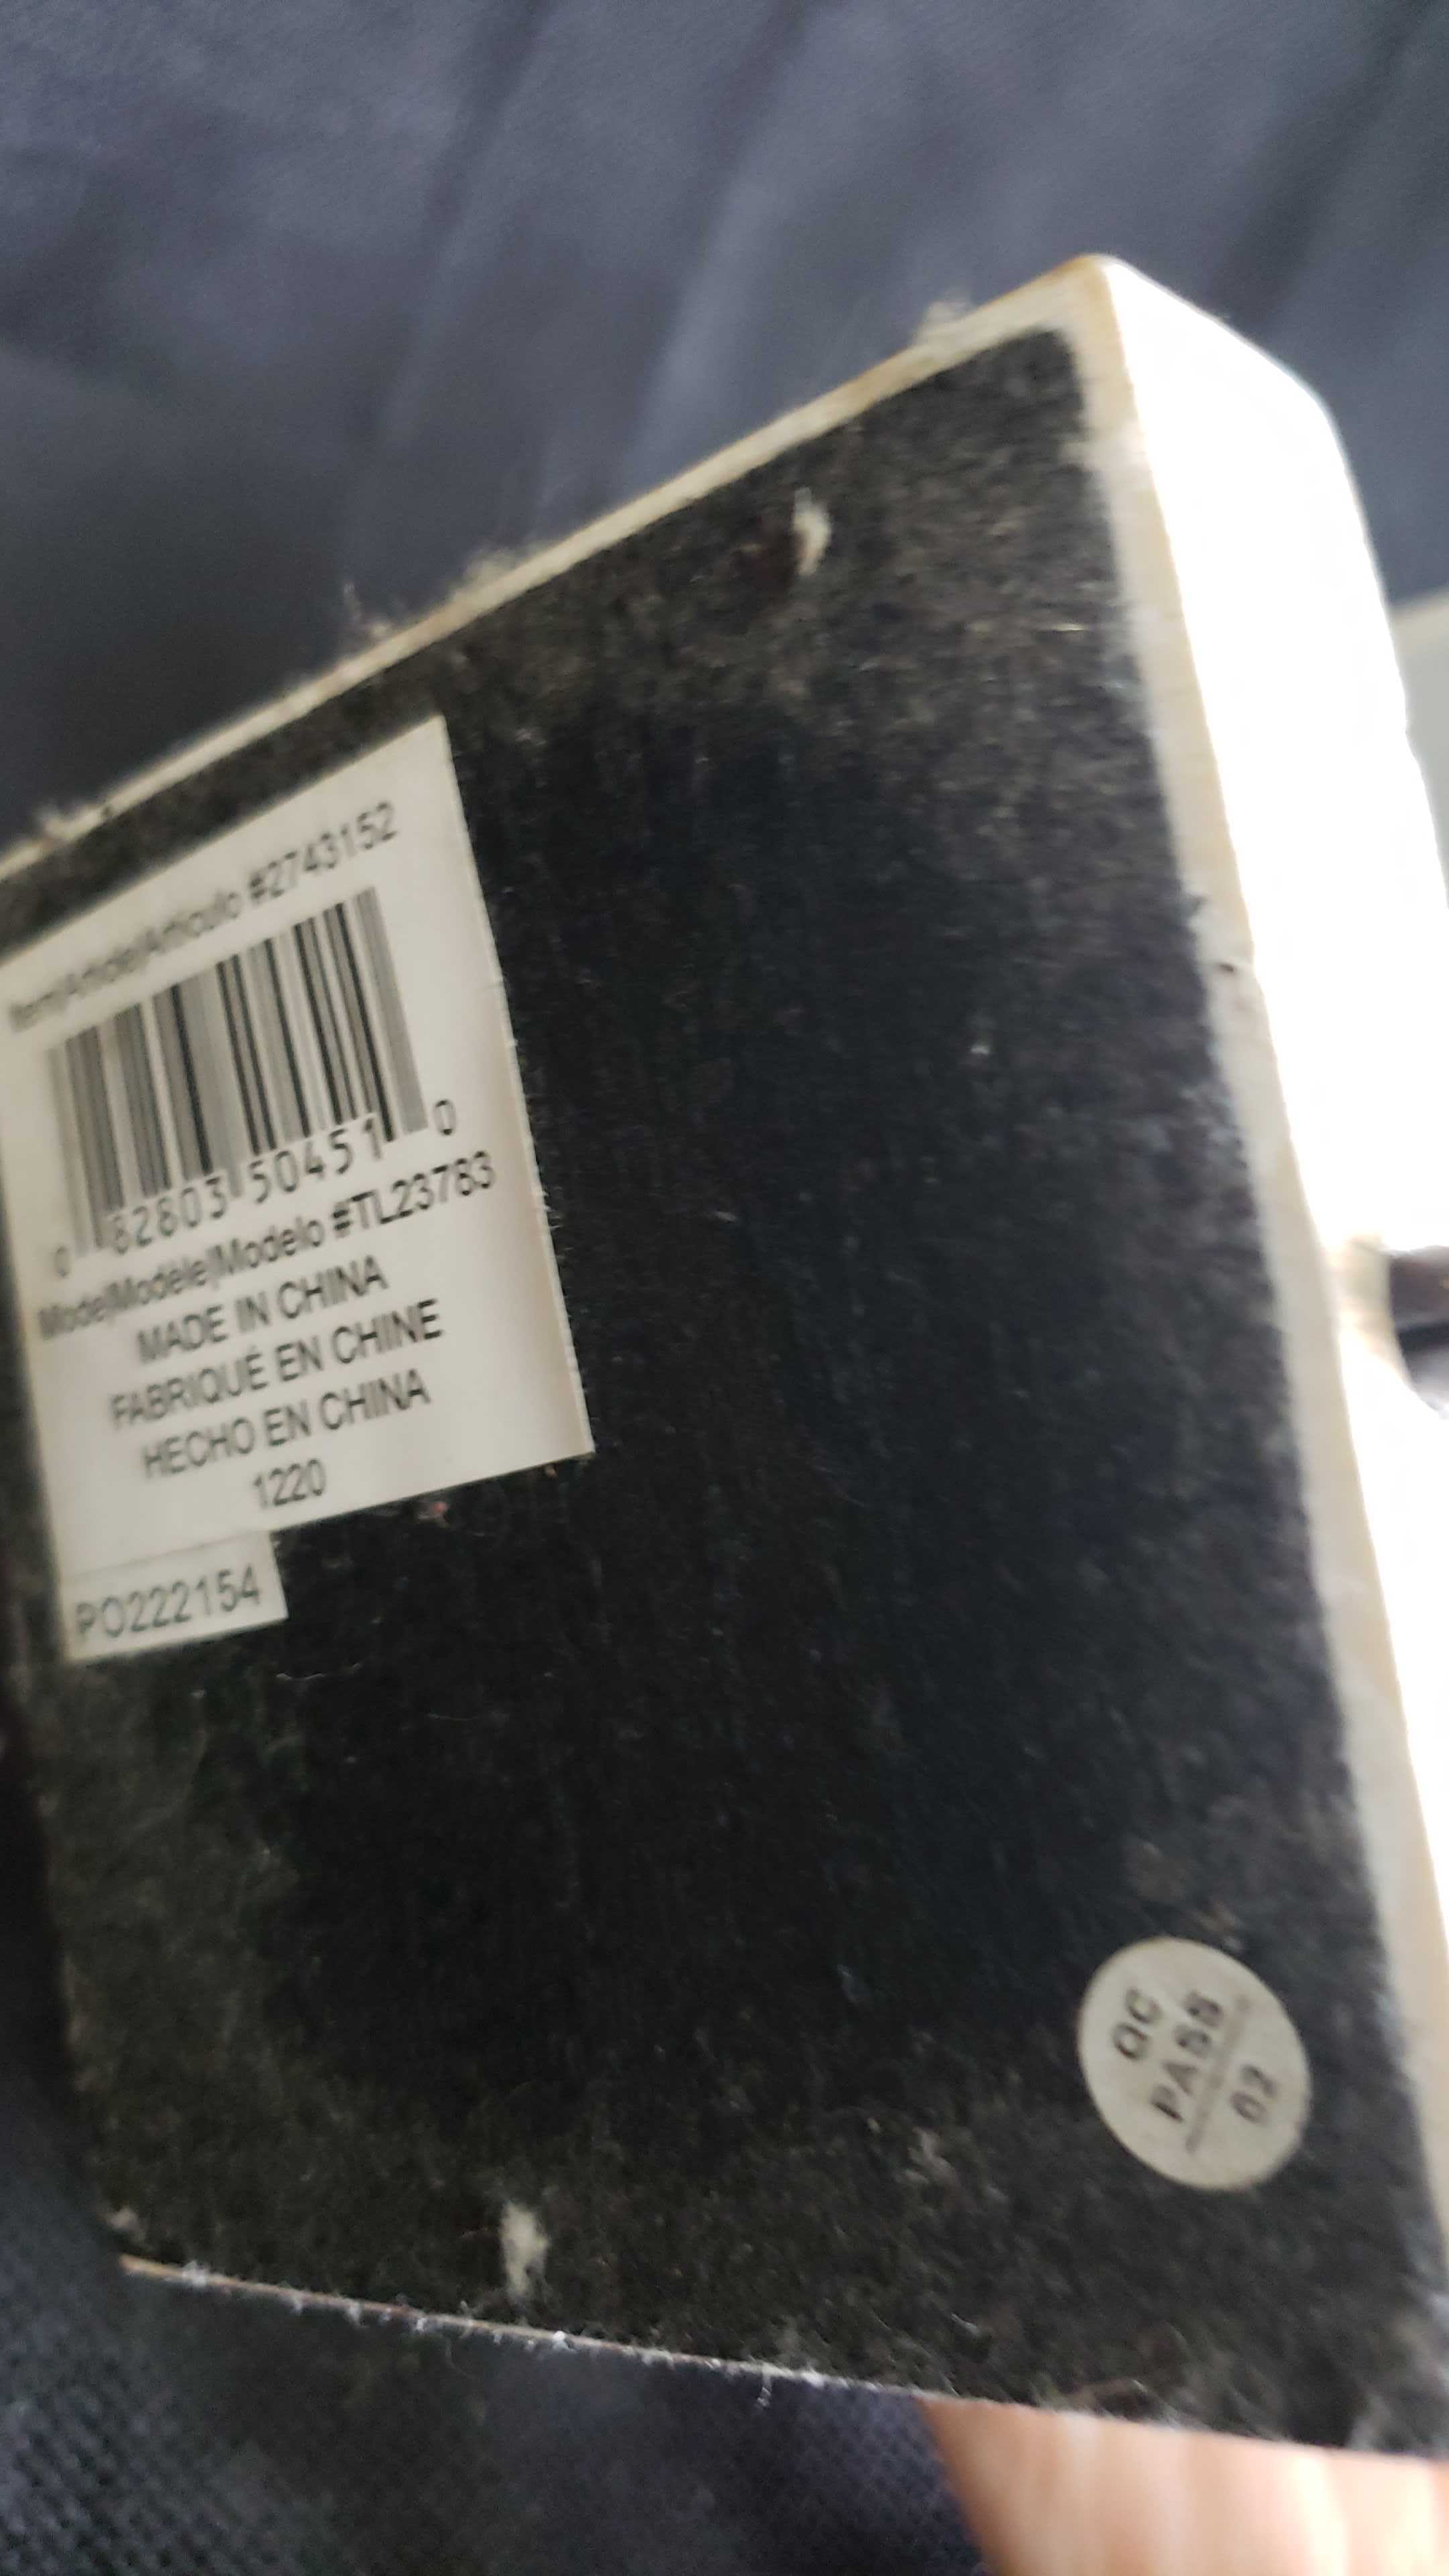 Item|Article|Artículo #2743152
0 82803 50451 0
Model|Modèle|Modelo #TL23783
MADE IN CHINA
FABRIQUÉ EN CHINE
HECHO EN CHINA
1220
PO222154
QC
PASS
02